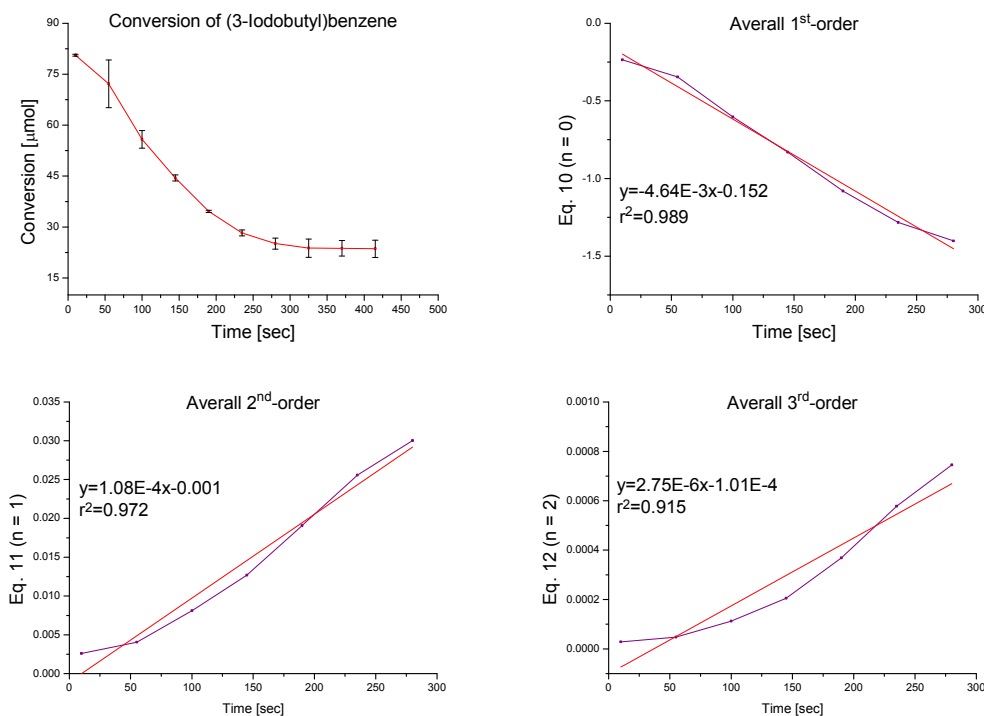 Conversion of (3-Iodobutyl)benzene
90
75
60
45
30
15
Conversion [µmol]
0 50 100 150 200 250 300 350 400 450 500
Time [sec]
Averall 1st-order
0.0
-0.5
-1.0
-1.5
Eq. 10 (n = 0)
y=-4.64E-3x-0.152
r2=0.989
0 50 100 150 200 250 300
Time [sec]
Averall 2nd-order
0.035
0.030
0.025
0.020
0.015
0.010
0.005
0.000
Eq. 11 (n = 1)
y=1.08E-4x-0.001
r2=0.972
0 50 100 150 200 250 300
Time [sec]
Averall 3rd-order
0.0010
0.0008
0.0006
0.0004
0.0002
0.0000
Eq. 12 (n = 2)
y=2.75E-6x-1.01E-4
r2=0.915
0 50 100 150 200 250 300
Time [sec]